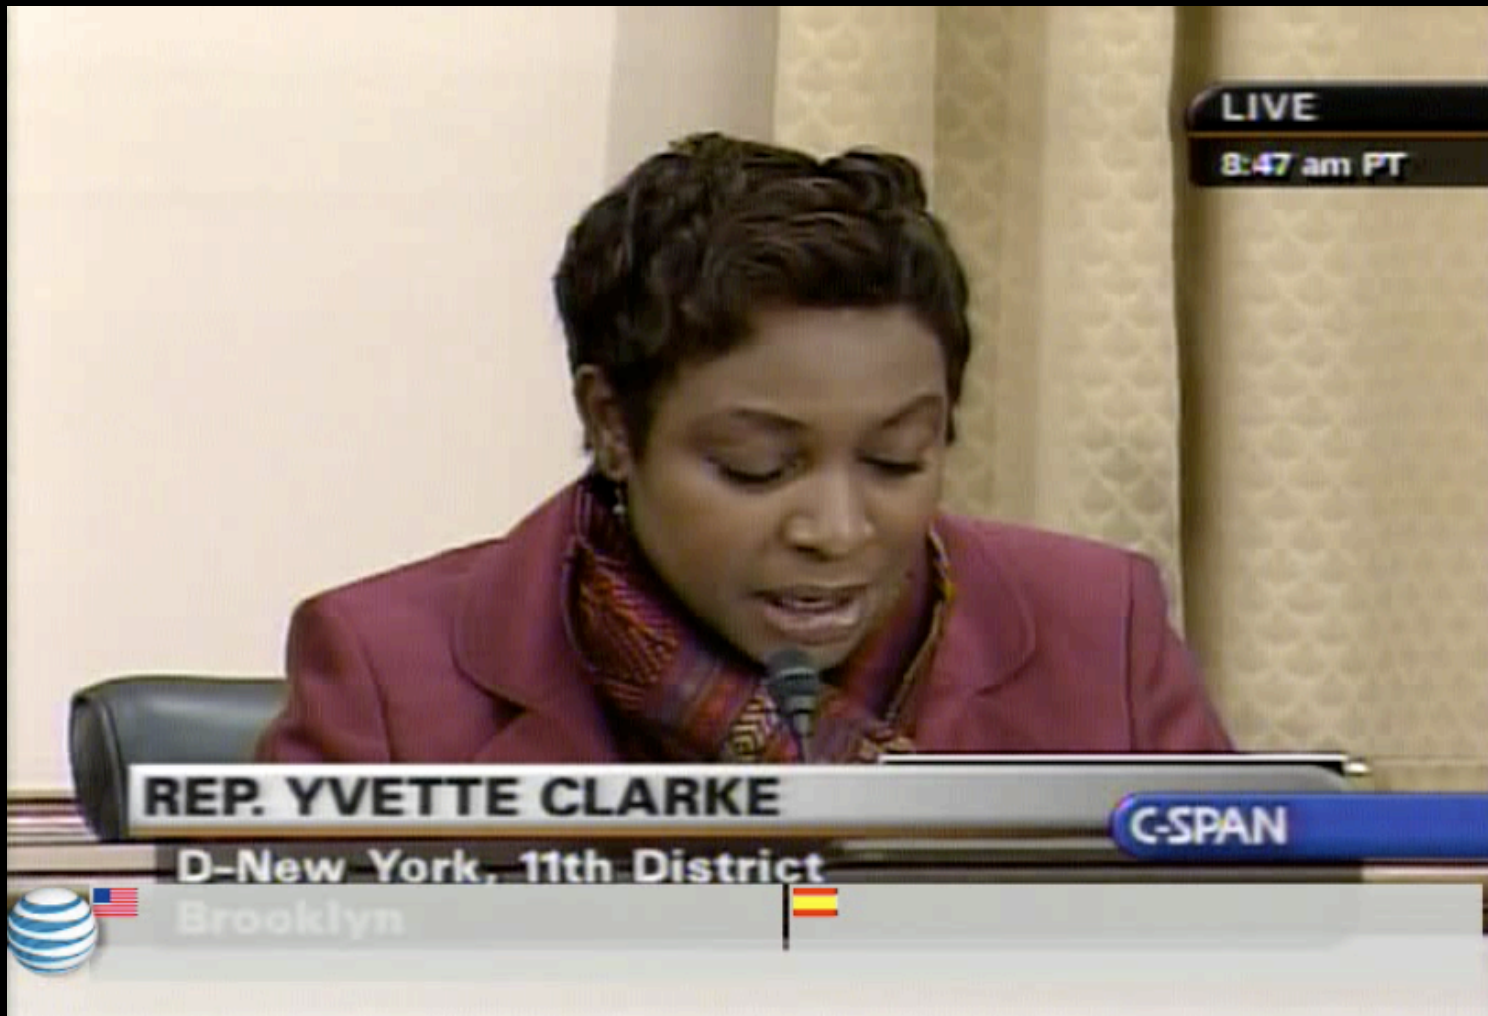 LIVE
8:47 am PT
REP. YVETTE CLARKE
C-SPAN
D-New York, 11th District
Brooklyn